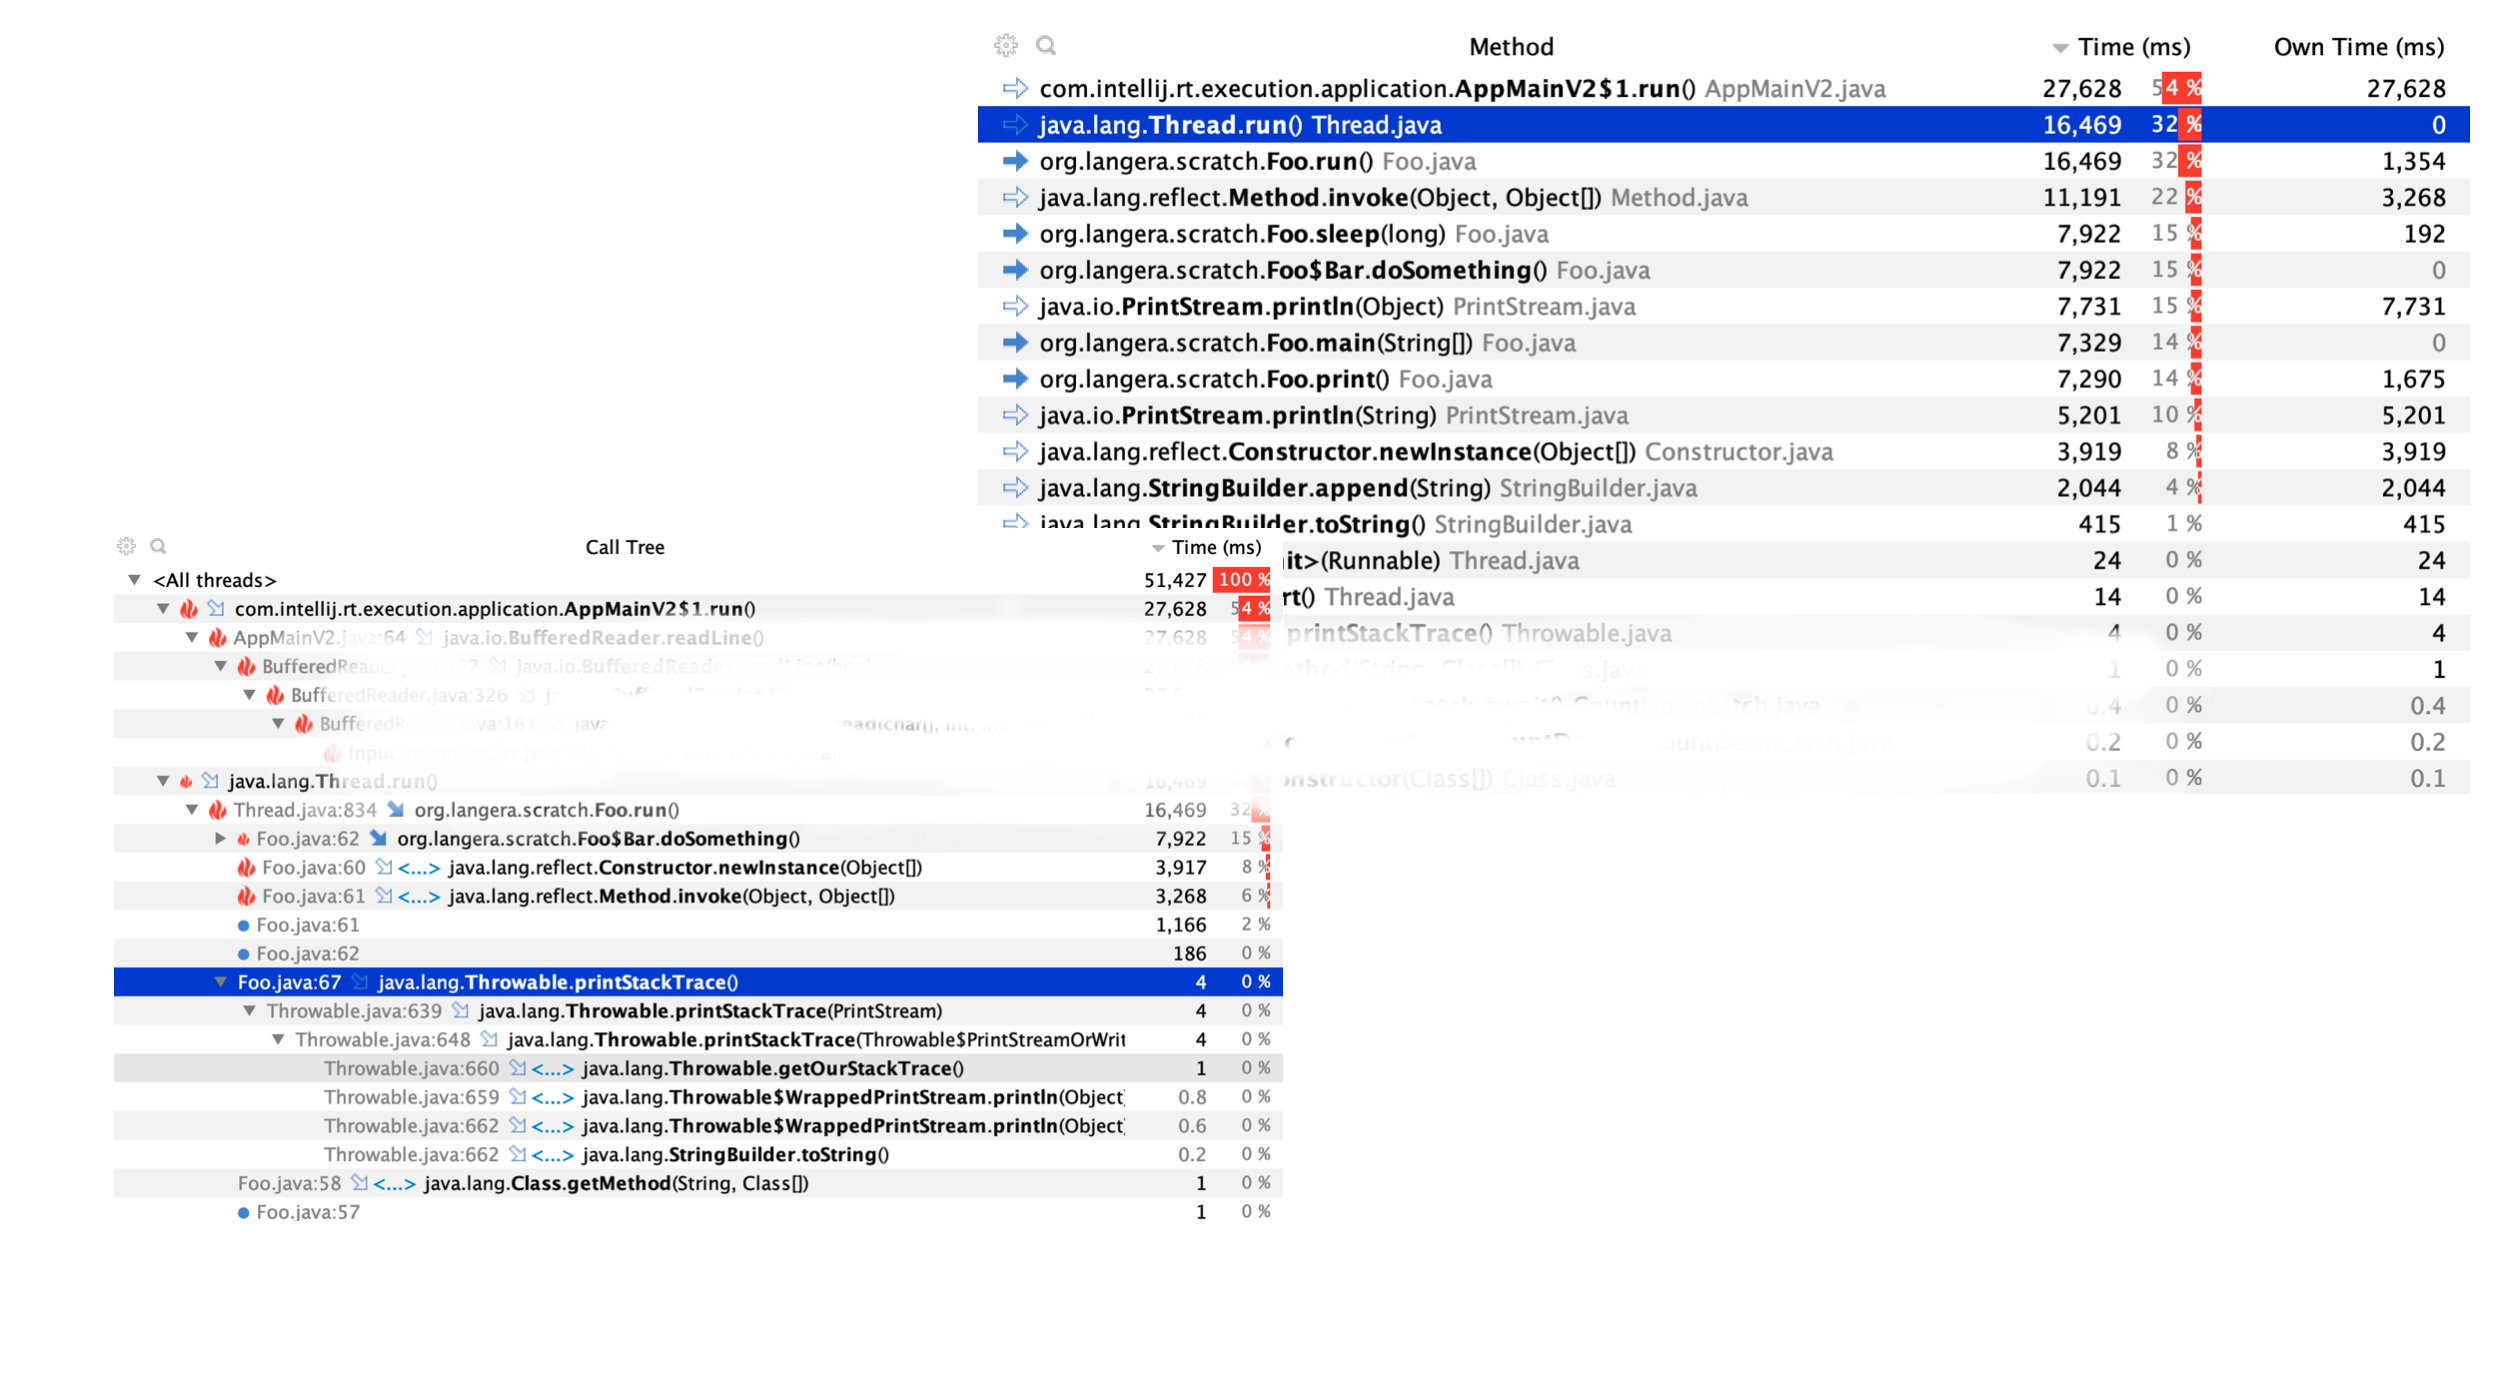 Method Time (ms) Own Time (ms)
com.intellij.rt.execution.application.AppMainV2$1.run() AppMainV2.java 27,628 54 % 27,628
java.lang.Thread.run() Thread.java 16,469 32 % 0
org.langera.scratch.Foo.run() Foo.java 16,469 32 % 1,354
java.lang.reflect.Method.invoke(Object, Object[]) Method.java 11,191 22 % 3,268
org.langera.scratch.Foo.sleep(long) Foo.java 7,922 15 % 192
org.langera.scratch.Foo$Bar.doSomething() Foo.java 7,922 15 % 0
java.io.PrintStream.println(Object) PrintStream.java 7,731 15 % 7,731
org.langera.scratch.Foo.main(String[]) Foo.java 7,329 14 % 0
org.langera.scratch.Foo.print() Foo.java 7,290 14 % 1,675
java.io.PrintStream.println(String) PrintStream.java 5,201 10 % 5,201
java.lang.reflect.Constructor.newInstance(Object[]) Constructor.java 3,919 8 % 3,919
java.lang.StringBuilder.append(String) StringBuilder.java 2,044 4 % 2,044
java.lang.StringBuilder.toString() StringBuilder.java 415 1 % 415
it>(Runnable) Thread.java 24 0 % 24
rt() Thread.java 14 0 % 14
printStackTrace() Throwable.java 4 0 % 4
(String, Class[]) 1 0 % 1
CountDownLatch.java 0.4 0 % 0.4
CountDownLatch.java 0.2 0 % 0.2
onstructor(Class[]) Class.java 0.1 0 % 0.1
Call Tree Time (ms)
<All threads> 51,427 100 %
com.intellij.rt.execution.application.AppMainV2$1.run() 27,628 54 %
AppMainV2.java:64 java.io.BufferedReader.readLine() 27,628 54 %
java.io.BufferedReader
BufferedReader.java:326
BufferedReader.java:161 java
java.lang.Thread.run() 16,469
Thread.java:834 org.langera.scratch.Foo.run() 16,469 32 %
Foo.java:62 org.langera.scratch.Foo$Bar.doSomething() 7,922 15 %
Foo.java:60 <...> java.lang.reflect.Constructor.newInstance(Object[]) 3,917 8 %
Foo.java:61 <...> java.lang.reflect.Method.invoke(Object, Object[]) 3,268 6 %
Foo.java:61 1,166 2 %
Foo.java:62 186 0 %
Foo.java:67 java.lang.Throwable.printStackTrace() 4 0 %
Throwable.java:639 java.lang.Throwable.printStackTrace(PrintStream) 4 0 %
Throwable.java:648 java.lang.Throwable.printStackTrace(Throwable$PrintStreamOrWrit 4 0 %
Throwable.java:660 <...> java.lang.Throwable.getOurStackTrace() 1 0 %
Throwable.java:659 <...> java.lang.Throwable$WrappedPrintStream.println(Object) 0.8 0 %
Throwable.java:662 <...> java.lang.Throwable$WrappedPrintStream.println(Object) 0.6 0 %
Throwable.java:662 <...> java.lang.StringBuilder.toString() 0.2 0 %
Foo.java:58 <...> java.lang.Class.getMethod(String, Class[]) 1 0 %
Foo.java:57 1 0 %